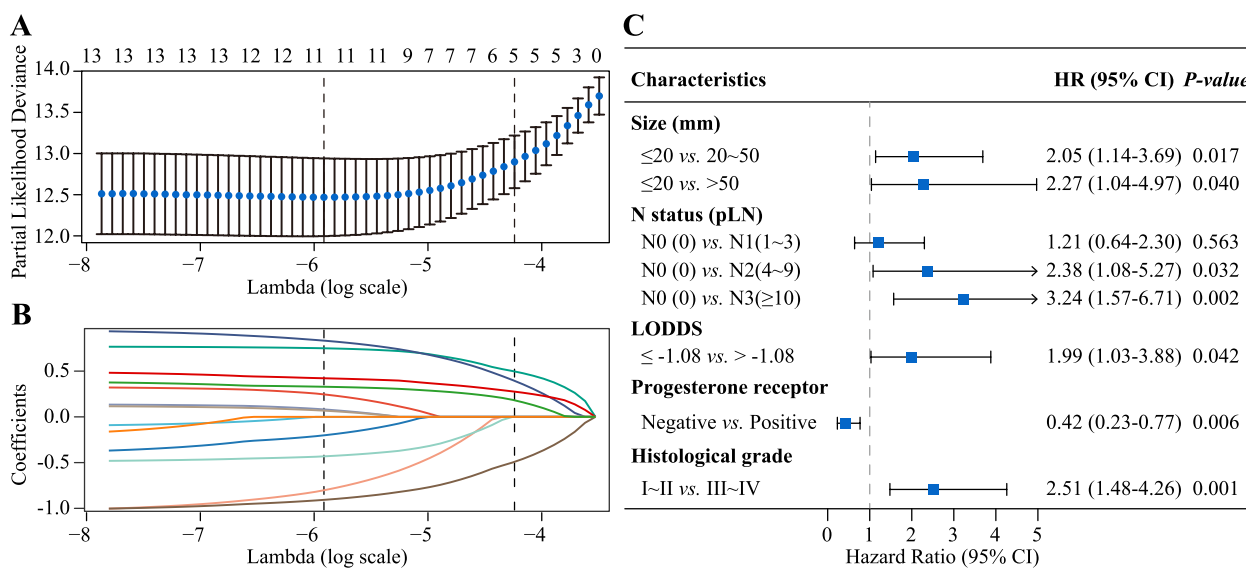 A
13 13 13 13 13 12 12 11 11 11 9 7 7 7 6 5 5 5 3 0
Partial Likelihood Deviance
14.0
13.5
13.0
12.5
12.0
−8 −7 −6 −5 −4
Lambda (log scale)
B
Coefficients
0.5
0.0
-0.5
-1.0
−8 −7 −6 −5 −4
Lambda (log scale)
C
Characteristics HR (95% CI) P-value
Size (mm)
≤20 vs. 20~50 2.05 (1.14-3.69) 0.017
≤20 vs. >50 2.27 (1.04-4.97) 0.040
N status (pLN)
N0 (0) vs. N1(1~3) 1.21 (0.64-2.30) 0.563
N0 (0) vs. N2(4~9) 2.38 (1.08-5.27) 0.032
N0 (0) vs. N3(≥10) 3.24 (1.57-6.71) 0.002
LODDS
≤ -1.08 vs. > -1.08 1.99 (1.03-3.88) 0.042
Progesterone receptor
Negative vs. Positive 0.42 (0.23-0.77) 0.006
Histological grade
I~II vs. III~IV 2.51 (1.48-4.26) 0.001
0 1 2 3 4 5
Hazard Ratio (95% CI)